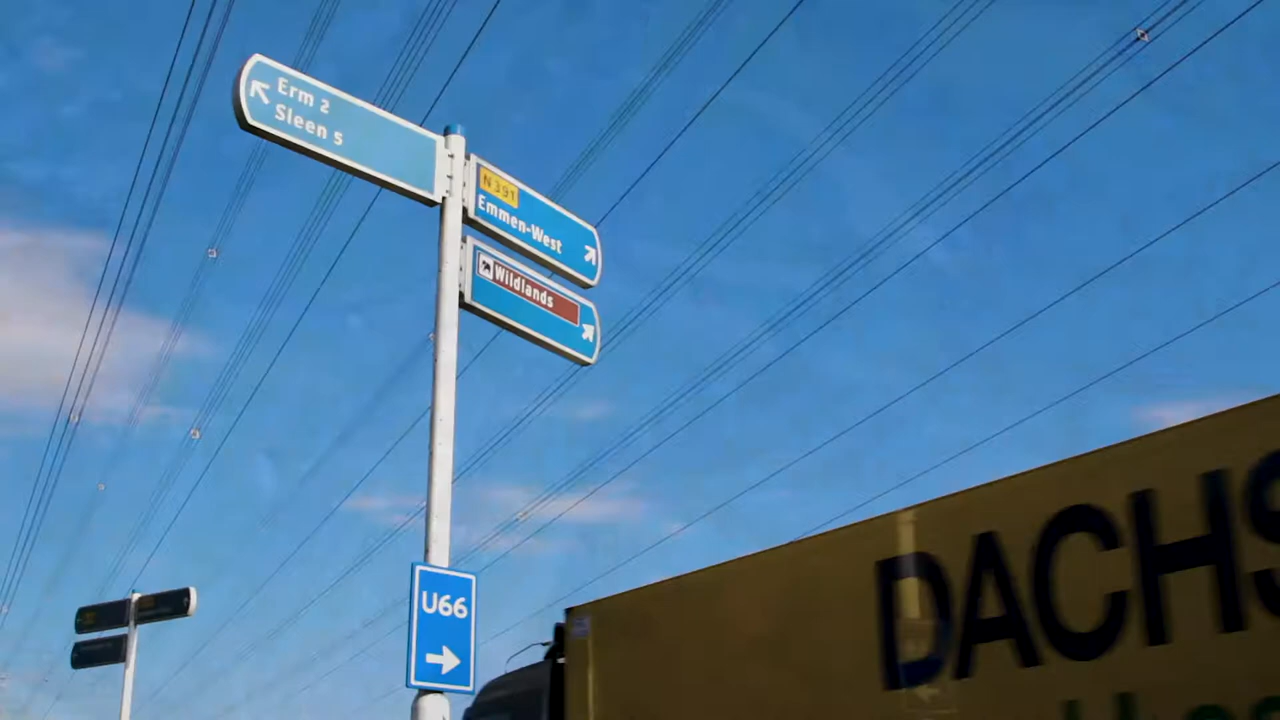 Erm 2
Sleen 5
N391
Emmen-West
Wildlands
U66
DACHS